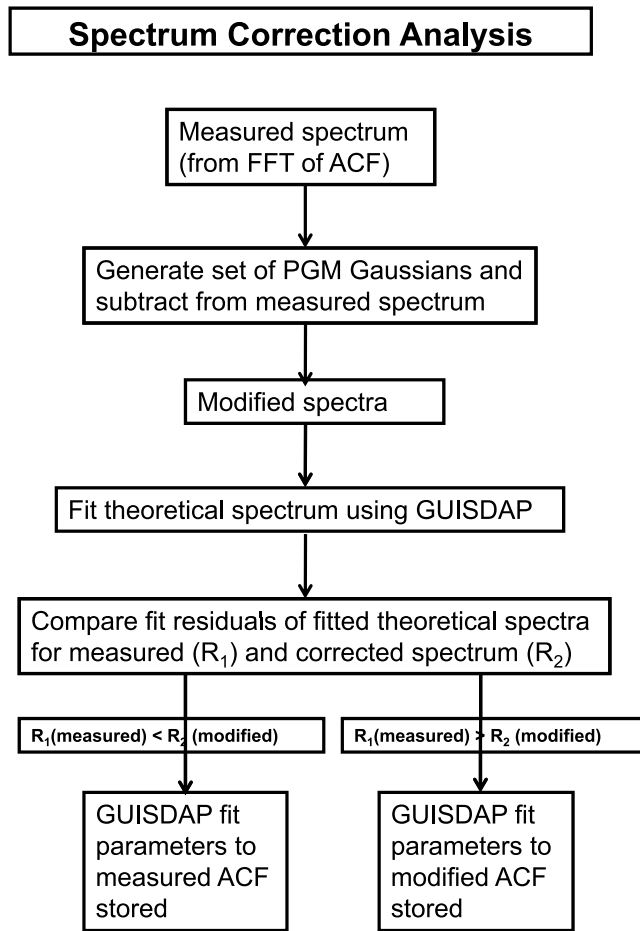 Spectrum Correction Analysis
Measured spectrum
(from FFT of ACF)
Generate set of PGM Gaussians and
subtract from measured spectrum
Modified spectra
Fit theoretical spectrum using GUISDAP
Compare fit residuals of fitted theoretical spectra
for measured (R₁) and corrected spectrum (R₂)
R₁(measured) < R₂ (modified)
R₁(measured) > R₂ (modified)
GUISDAP fit
parameters to
measured ACF
stored
GUISDAP fit
parameters to
modified ACF
stored